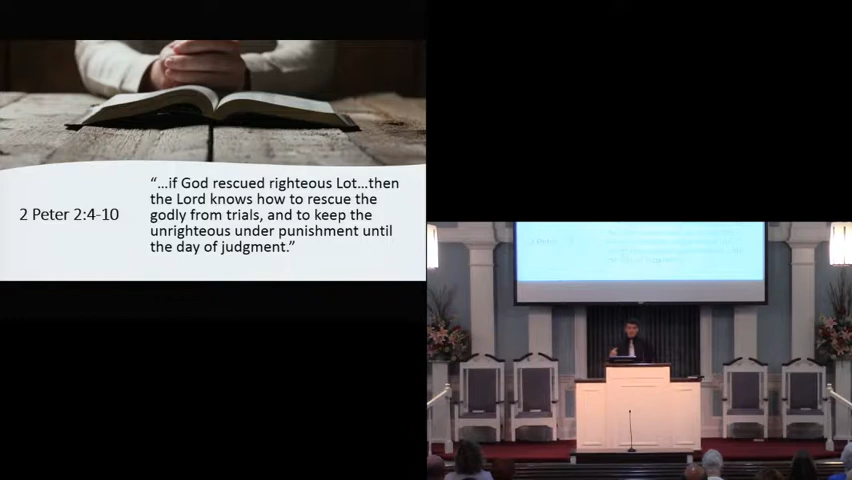 2 Peter 2:4-10
“…if God rescued righteous Lot…then
the Lord knows how to rescue the
godly from trials, and to keep the
unrighteous under punishment until
the day of judgment.”